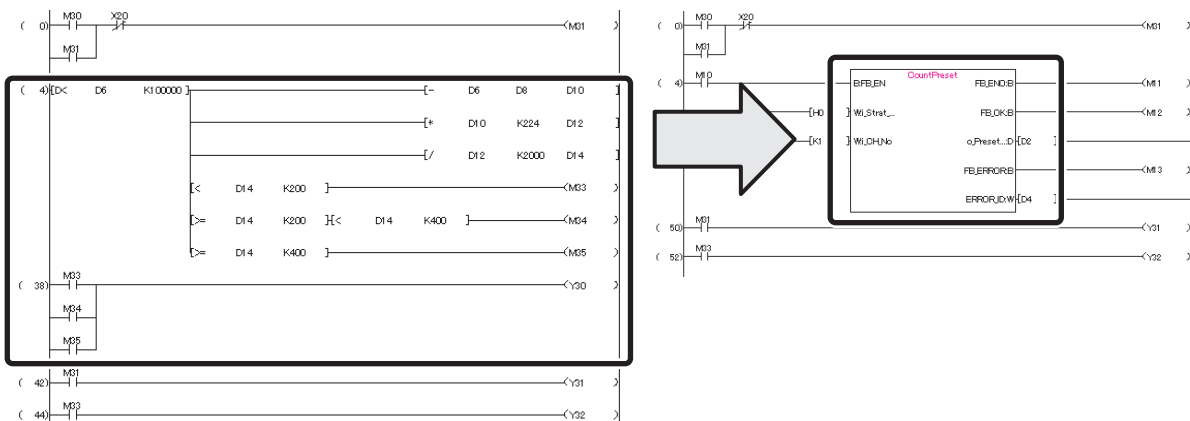 M30 X20
( 0) (M31 )
M31
( 4) [D< D6 K100000 ] [- D6 D8 D10 ]
[* D10 K224 D12 ]
[/ D12 K2000 D14 ]
[< D14 K200 ] (M33 )
[>= D14 K200 ][< D14 K400 ] (M34 )
[>= D14 K400 ] (M35 )
M33
( 38) (Y30 )
M34
M35
M31
( 42) (Y31 )
M33
( 44) (Y32 )
M30 X20
( 0) (M31 )
M31
M10 CountPreset
( 4) B:FB_EN FB_ENO:B (M11 )
[H0 ] W:i_Strat_... FB_OK:B (M12 )
[K1 ] W:i_CH_No o_Preset...:D [D2 ]
FB_ERROR:B (M13 )
ERROR_ID:W [D4 ]
M31
( 50) (Y31 )
M33
( 52) (Y32 )